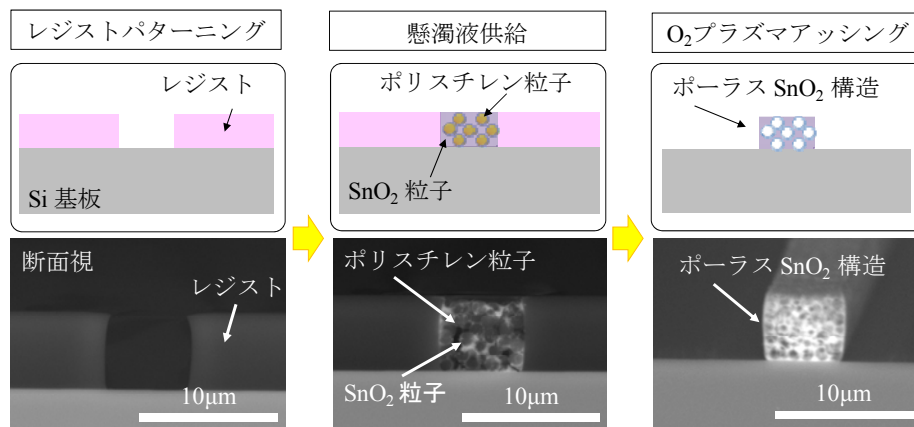 レジストパターニング
懸濁液供給
O₂プラズマアッシング
レジスト
Si 基板
ポリスチレン粒子
SnO₂ 粒子
ポーラス SnO₂ 構造
断面視
レジスト
10μm
ポリスチレン粒子
SnO₂ 粒子
10μm
ポーラス SnO₂ 構造
10μm